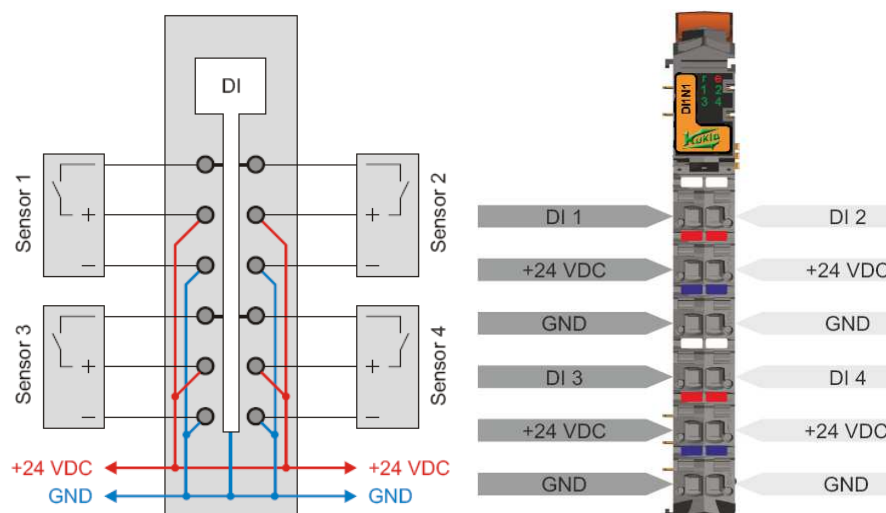 DI
Sensor 1
Sensor 2
Sensor 3
Sensor 4
+
+
−
−
+
+
−
−
+24 VDC
+24 VDC
GND
GND
r e
1 2
3 4
DI1N1
Kukla
DI 1
DI 2
+24 VDC
+24 VDC
GND
GND
DI 3
DI 4
+24 VDC
+24 VDC
GND
GND